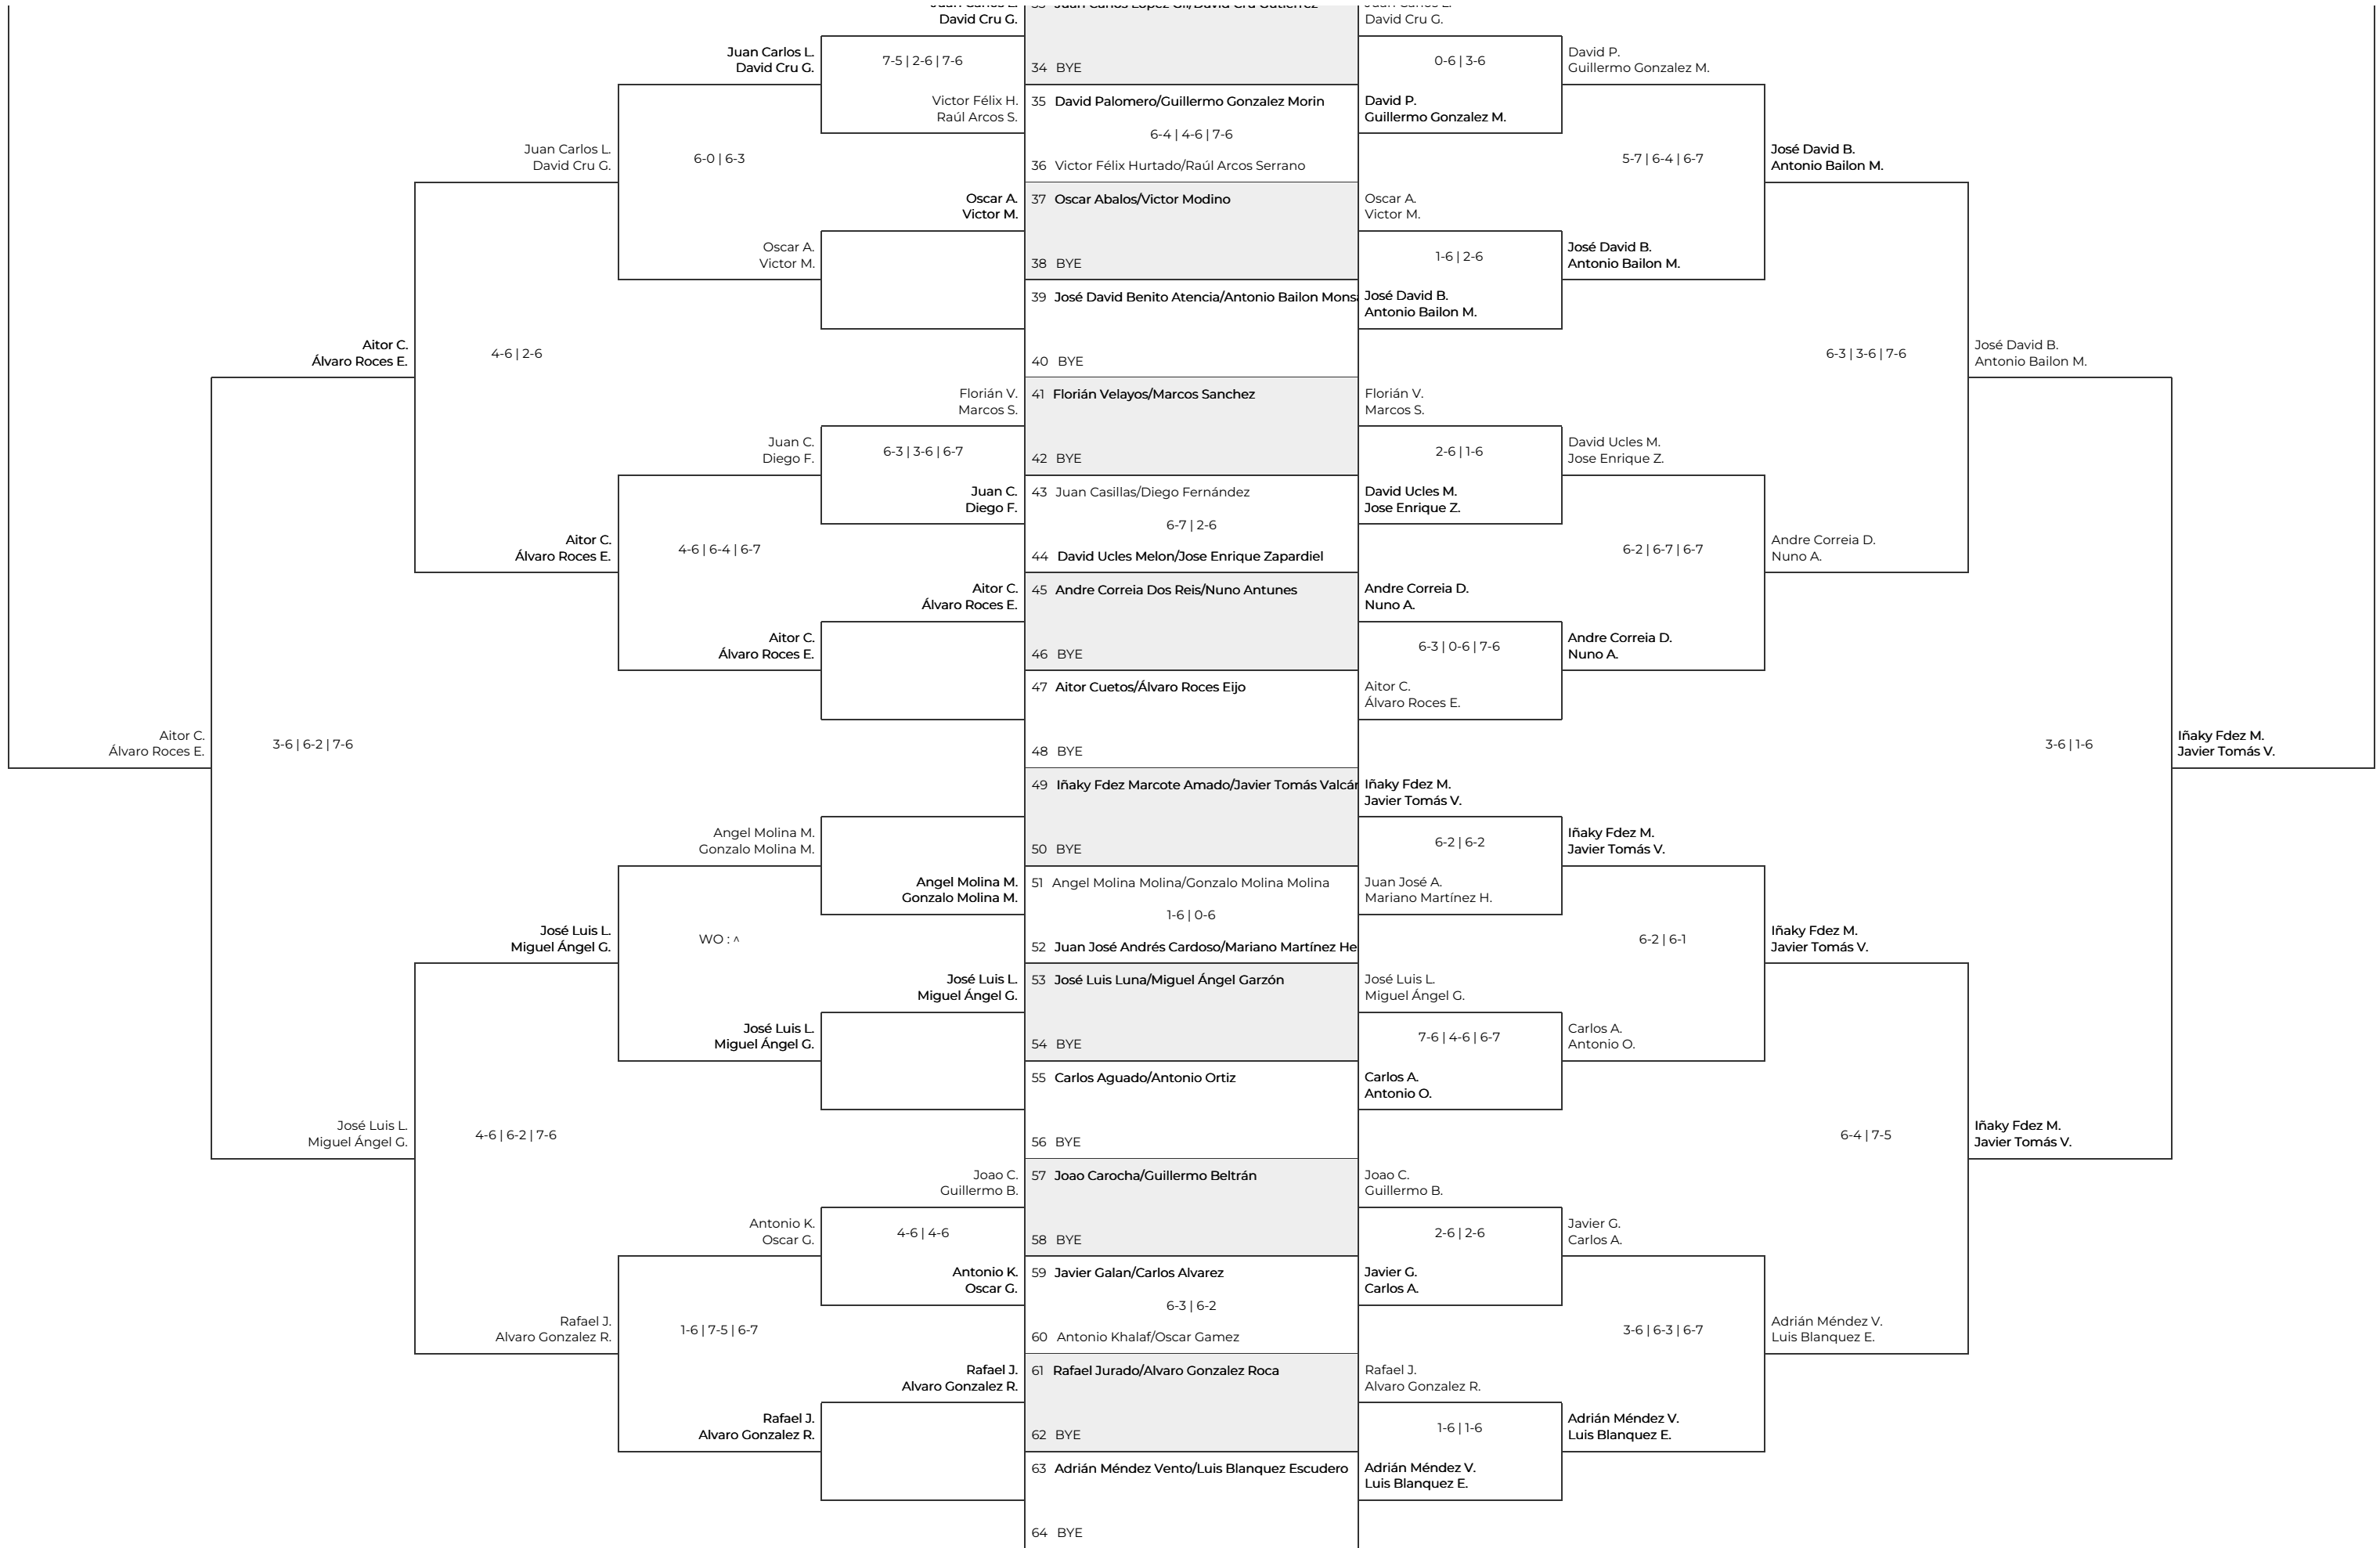 David Cru G.
David Cru G.
Juan Carlos L.
David Cru G.
7-5 | 2-6 | 7-6
34 BYE
0-6 | 3-6
David P.
Guillermo Gonzalez M.
Victor Félix H.
Raúl Arcos S.
35 David Palomero/Guillermo Gonzalez Morin
6-4 | 4-6 | 7-6
36 Victor Félix Hurtado/Raúl Arcos Serrano
David P.
Guillermo Gonzalez M.
Juan Carlos L.
David Cru G.
6-0 | 6-3
5-7 | 6-4 | 6-7
José David B.
Antonio Bailon M.
Oscar A.
Victor M.
37 Oscar Abalos/Victor Modino
Oscar A.
Victor M.
Oscar A.
Victor M.
38 BYE
1-6 | 2-6
José David B.
Antonio Bailon M.
39 José David Benito Atencia/Antonio Bailon Mons
José David B.
Antonio Bailon M.
Aitor C.
Álvaro Roces E.
4-6 | 2-6
40 BYE
6-3 | 3-6 | 7-6
José David B.
Antonio Bailon M.
Florián V.
Marcos S.
41 Florián Velayos/Marcos Sanchez
Florián V.
Marcos S.
Juan C.
Diego F.
6-3 | 3-6 | 6-7
42 BYE
2-6 | 1-6
David Ucles M.
Jose Enrique Z.
Juan C.
Diego F.
43 Juan Casillas/Diego Fernández
6-7 | 2-6
44 David Ucles Melon/Jose Enrique Zapardiel
David Ucles M.
Jose Enrique Z.
Aitor C.
Álvaro Roces E.
4-6 | 6-4 | 6-7
6-2 | 6-7 | 6-7
Andre Correia D.
Nuno A.
Aitor C.
Álvaro Roces E.
45 Andre Correia Dos Reis/Nuno Antunes
Andre Correia D.
Nuno A.
Aitor C.
Álvaro Roces E.
46 BYE
6-3 | 0-6 | 7-6
Andre Correia D.
Nuno A.
47 Aitor Cuetos/Álvaro Roces Eijo
Aitor C.
Álvaro Roces E.
Aitor C.
Álvaro Roces E.
3-6 | 6-2 | 7-6
48 BYE
3-6 | 1-6
Iñaky Fdez M.
Javier Tomás V.
49 Iñaky Fdez Marcote Amado/Javier Tomás Valcár
Iñaky Fdez M.
Javier Tomás V.
Angel Molina M.
Gonzalo Molina M.
50 BYE
6-2 | 6-2
Iñaky Fdez M.
Javier Tomás V.
Angel Molina M.
Gonzalo Molina M.
51 Angel Molina Molina/Gonzalo Molina Molina
1-6 | 0-6
52 Juan José Andrés Cardoso/Mariano Martínez He
Juan José A.
Mariano Martínez H.
José Luis L.
Miguel Ángel G.
WO : ^
6-2 | 6-1
Iñaky Fdez M.
Javier Tomás V.
José Luis L.
Miguel Ángel G.
53 José Luis Luna/Miguel Ángel Garzón
José Luis L.
Miguel Ángel G.
José Luis L.
Miguel Ángel G.
54 BYE
7-6 | 4-6 | 6-7
Carlos A.
Antonio O.
55 Carlos Aguado/Antonio Ortiz
Carlos A.
Antonio O.
José Luis L.
Miguel Ángel G.
4-6 | 6-2 | 7-6
56 BYE
6-4 | 7-5
Iñaky Fdez M.
Javier Tomás V.
Joao C.
Guillermo B.
57 Joao Carocha/Guillermo Beltrán
Joao C.
Guillermo B.
Antonio K.
Oscar G.
4-6 | 4-6
58 BYE
2-6 | 2-6
Javier G.
Carlos A.
Antonio K.
Oscar G.
59 Javier Galan/Carlos Alvarez
6-3 | 6-2
60 Antonio Khalaf/Oscar Gamez
Javier G.
Carlos A.
Rafael J.
Alvaro Gonzalez R.
1-6 | 7-5 | 6-7
3-6 | 6-3 | 6-7
Adrián Méndez V.
Luis Blanquez E.
Rafael J.
Alvaro Gonzalez R.
61 Rafael Jurado/Alvaro Gonzalez Roca
Rafael J.
Alvaro Gonzalez R.
Rafael J.
Alvaro Gonzalez R.
62 BYE
1-6 | 1-6
Adrián Méndez V.
Luis Blanquez E.
63 Adrián Méndez Vento/Luis Blanquez Escudero
Adrián Méndez V.
Luis Blanquez E.
64 BYE